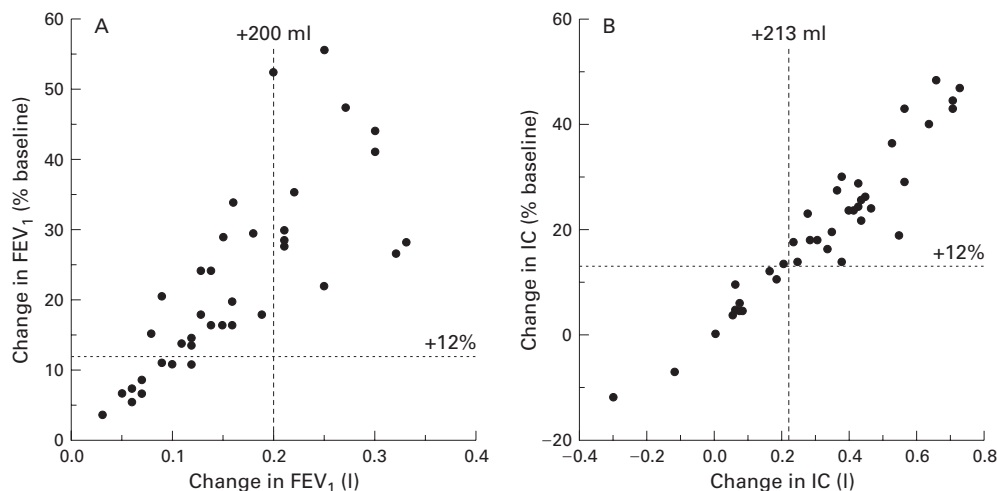 A
+200 ml
+12%
60
50
40
30
20
10
0
0.0 0.1 0.2 0.3 0.4
Change in FEV₁ (% baseline)
Change in FEV₁ (l)
B
+213 ml
+12%
60
40
20
0
−20
−0.4 −0.2 0.0 0.2 0.4 0.6 0.8
Change in IC (% baseline)
Change in IC (l)